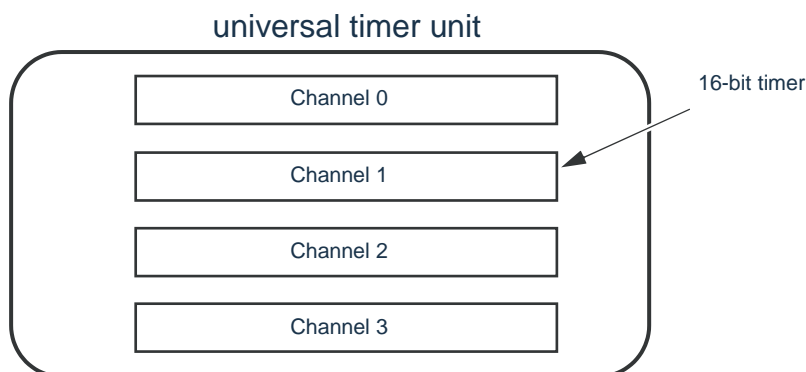 universal timer unit
Channel 0
16-bit timer
Channel 1
Channel 2
Channel 3